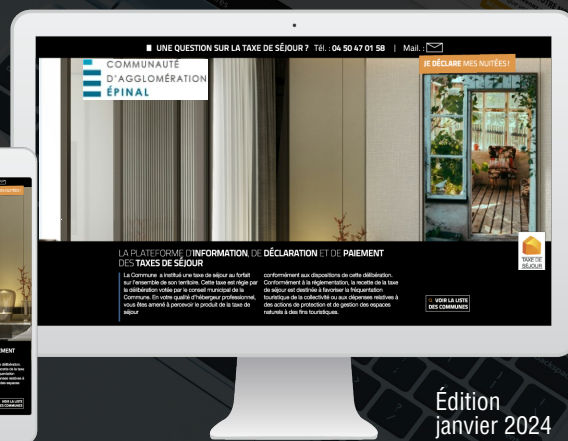 UNE QUESTION SUR LA TAXE DE SÉJOUR ? Tél. : 04 50 47 01 58 | Mail. :
COMMUNAUTÉ
D'AGGLOMÉRATION
ÉPINAL
JE DÉCLARE MES NUITÉES !
LA PLATEFORME D'INFORMATION, DE DÉCLARATION ET DE PAIEMENT
DES TAXES DE SÉJOUR
La Commune a institué une taxe de séjour au forfait
sur l'ensemble de son territoire. Cette taxe est régie par
la délibération votée par le conseil municipal de la
Commune. En votre qualité d'hébergeur professionnel,
vous êtes amené à percevoir le produit de la taxe de
séjour
conformément aux dispositions de cette délibération.
Conformément à la réglementation, la recette de la taxe
de séjour est destinée à favoriser la fréquentation
touristique de la collectivité ou aux dépenses relatives à
des actions de protection et de gestion des espaces
naturels à des fins touristiques.
TAXE DE
SÉJOUR
VOIR LA LISTE
DES COMMUNES
Édition
janvier 2024